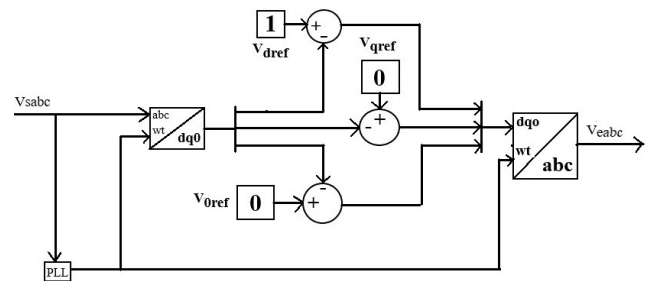 1
+
-
Vdref
Vqref
0
Vsabc
abc
wt
dq0
-
+
dqo
wt
abc
Veabc
V0ref
0
-
+
PLL